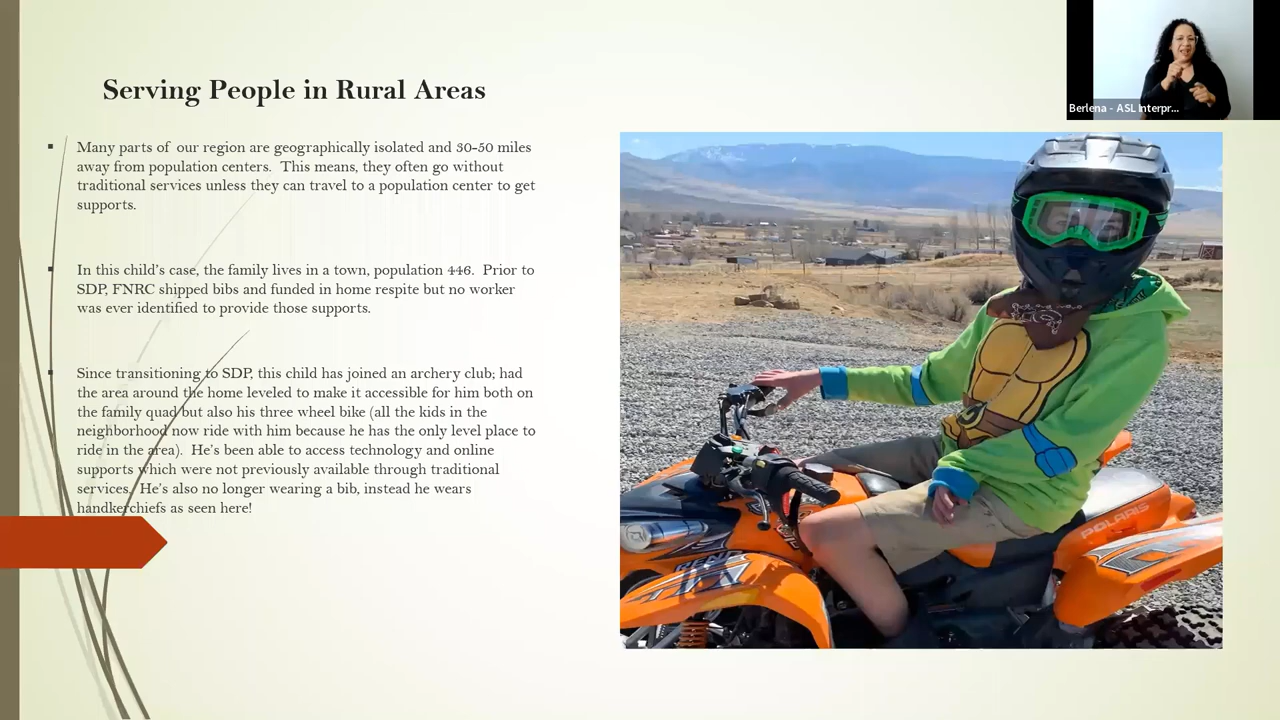 Serving People in Rural Areas
Many parts of our region are geographically isolated and 30-50 miles
away from population centers. This means, they often go without
traditional services unless they can travel to a population center to get
supports.
In this child's case, the family lives in a town, population 446. Prior to
SDP, FNRC shipped bibs and funded in home respite but no worker
was ever identified to provide those supports.
Since transitioning to SDP, this child has joined an archery club; had
the area around the home leveled to make it accessible for him both on
the family quad but also his three wheel bike (all the kids in the
neighborhood now ride with him because he has the only level place to
ride in the area). He's been able to access technology and online
supports which were not previously available through traditional
services. He's also no longer wearing a bib, instead he wears
handkerchiefs as seen here!
Berlena - ASL Interpr...
POLARIS